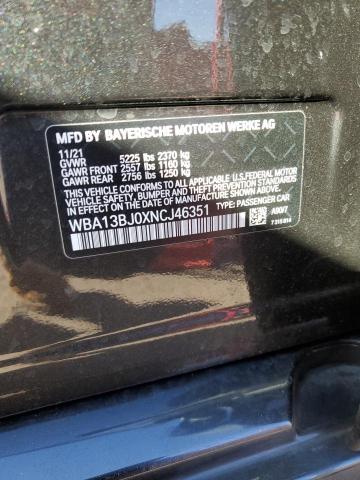 MFD BY BAYERISCHE MOTOREN WERKE AG
11/21
GVWR 5225 lbs 2370 kg
GAWR FRONT 2557 lbs 1160 kg
GAWR REAR 2756 lbs 1250 kg
THIS VEHICLE CONFORMS TO ALL APPLICABLE U.S. FEDERAL MOTOR
VEHICLE SAFETY, BUMPER, AND THEFT PREVENTION STANDARDS IN
EFFECT ON THE DATE OF MANUFACTURE SHOWN ABOVE.
WBA13BJ0XNCJ46351
TYPE: PASSENGER CAR
A90/7